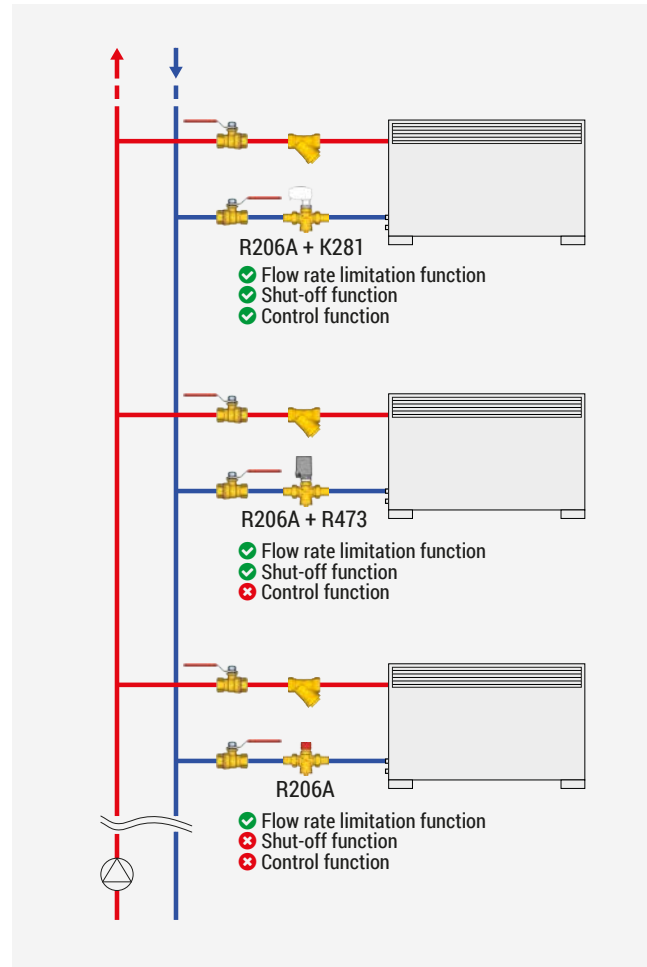 R206A + K281
Flow rate limitation function
Shut-off function
Control function
R206A + R473
Flow rate limitation function
Shut-off function
Control function
R206A
Flow rate limitation function
Shut-off function
Control function